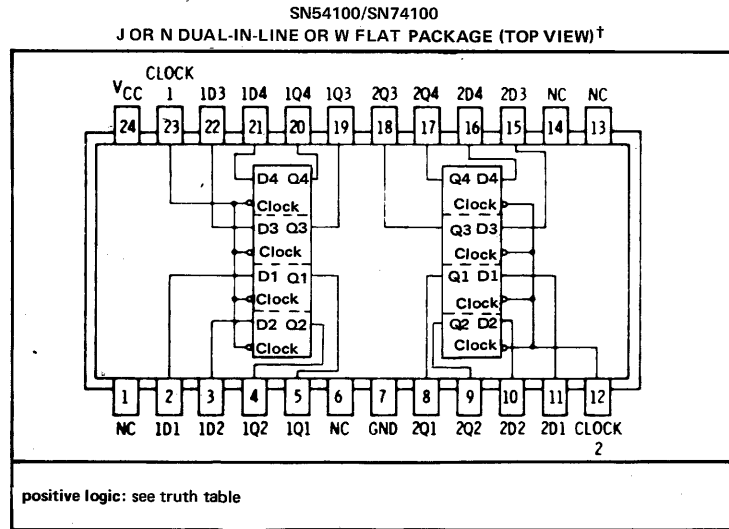 SN54100/SN74100
J OR N DUAL-IN-LINE OR W FLAT PACKAGE (TOP VIEW)†
VCC CLOCK 1 1D3 1D4 1Q4 1Q3 2Q3 2Q4 2D4 2D3 NC NC
24 23 22 21 20 19 18 17 16 15 14 13
D4 Q4 Q4 D4
Clock Clock
D3 Q3 Q3 D3
Clock Clock
D1 Q1 Q1 D1
Clock Clock
D2 Q2 Q2 D2
Clock Clock
1 2 3 4 5 6 7 8 9 10 11 12
NC 1D1 1D2 1Q2 1Q1 NC GND 2Q1 2Q2 2D2 2D1 CLOCK 2
positive logic: see truth table